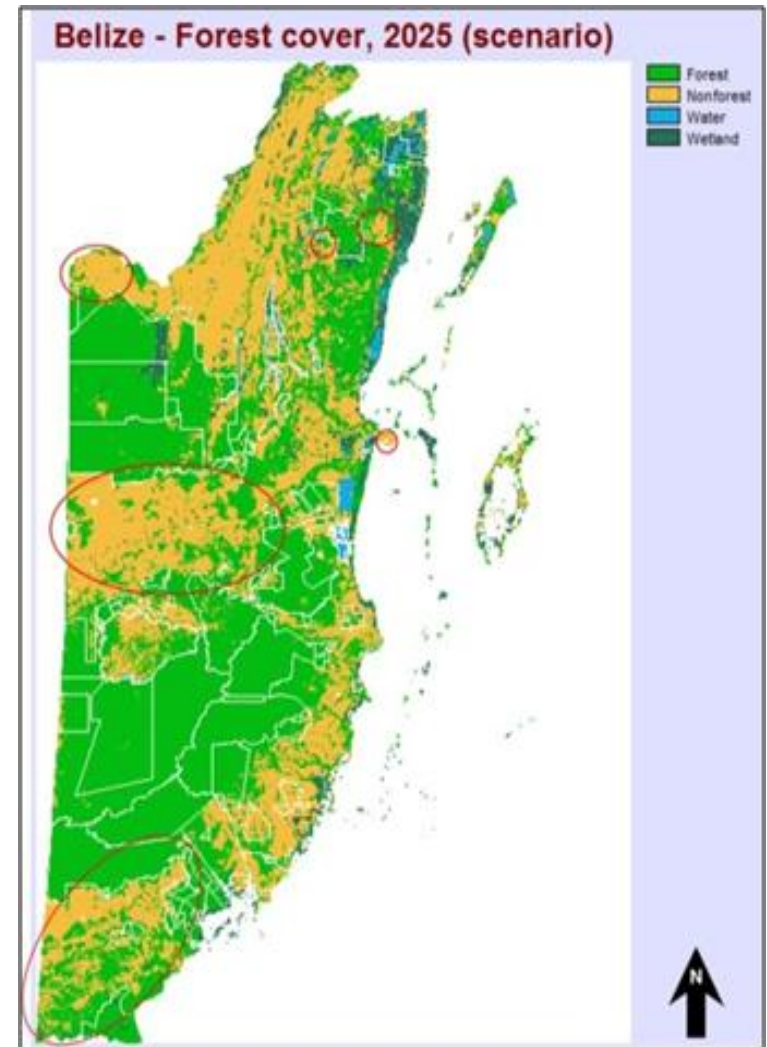 Belize - Forest cover, 2025 (scenario)
Forest
Nonforest
Water
Wetland
N